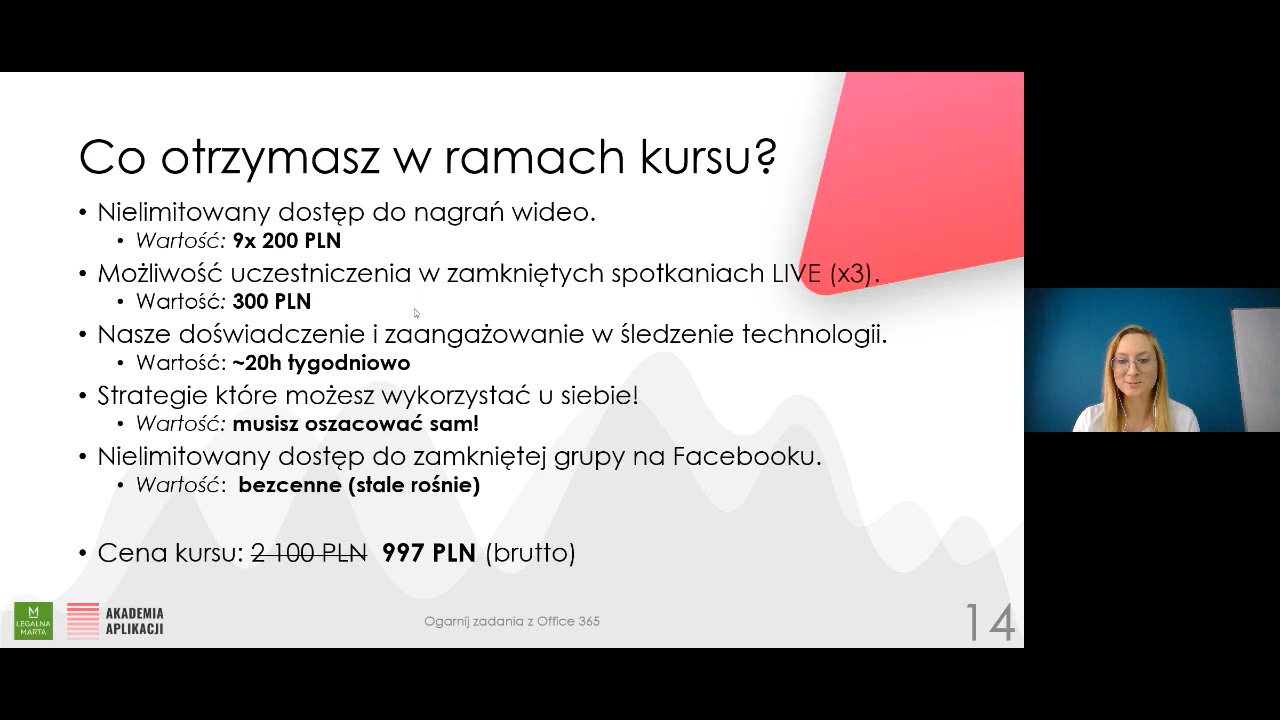 Co otrzymasz w ramach kursu?
• Nielimitowany dostęp do nagrań wideo.
• Wartość: 9x 200 PLN
• Możliwość uczestniczenia w zamkniętych spotkaniach LIVE (x3).
• Wartość: 300 PLN
• Nasze doświadczenie i zaangażowanie w śledzenie technologii.
• Wartość: ~20h tygodniowo
• Strategie które możesz wykorzystać u siebie!
• Wartość: musisz oszacować sam!
• Nielimitowany dostęp do zamkniętej grupy na Facebooku.
• Wartość: bezcenne (stale rośnie)
• Cena kursu: 2 100 PLN 997 PLN (brutto)
M
LEGALNA
MARTA
AKADEMIA
APLIKACJI
Ogarnij zadania z Office 365
14